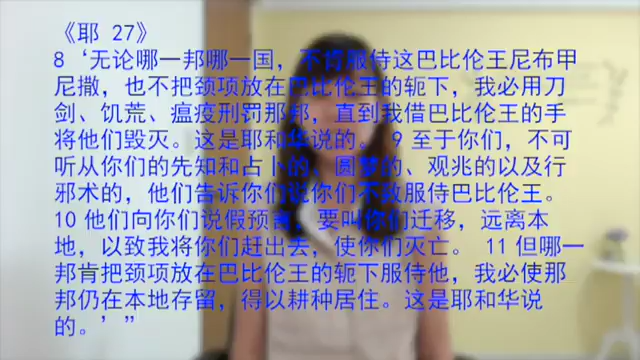 《耶 27》
8‘无论哪一邦哪一国，不肯服侍这巴比伦王尼布甲
尼撒，也不把颈项放在巴比伦王的轭下，我必用刀
剑、饥荒、瘟疫刑罚那邦，直到我借巴比伦王的手
将他们毁灭。这是耶和华说的。 9 至于你们，不可
听从你们的先知和占卜的、圆梦的、观兆的以及行
邪术的，他们告诉你们说你们不致服侍巴比伦王。
10 他们向你们说假预言，要叫你们迁移，远离本
地，以致我将你们赶出去，使你们灭亡。 11 但哪一
邦肯把颈项放在巴比伦王的轭下服侍他，我必使那
邦仍在本地存留，得以耕种居住。这是耶和华说
的。’”